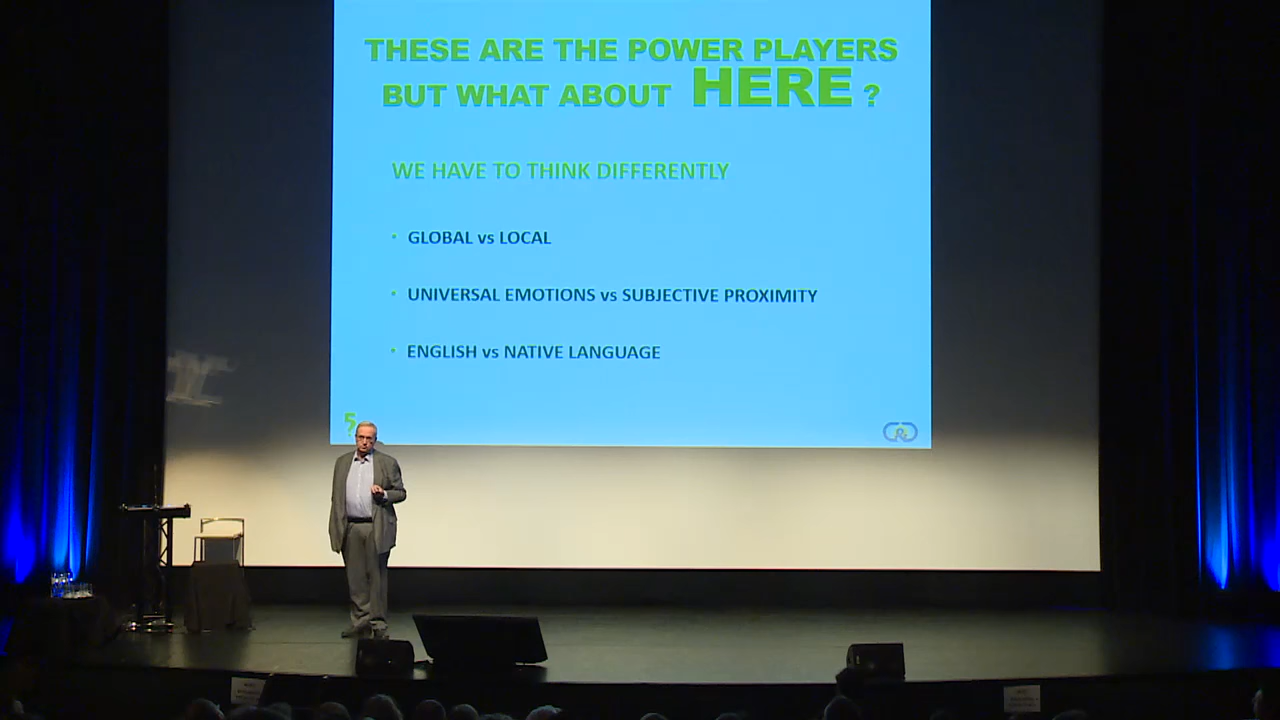 THESE ARE THE POWER PLAYERS
BUT WHAT ABOUT HERE ?
WE HAVE TO THINK DIFFERENTLY
• GLOBAL vs LOCAL
• UNIVERSAL EMOTIONS vs SUBJECTIVE PROXIMITY
• ENGLISH vs NATIVE LANGUAGE
5